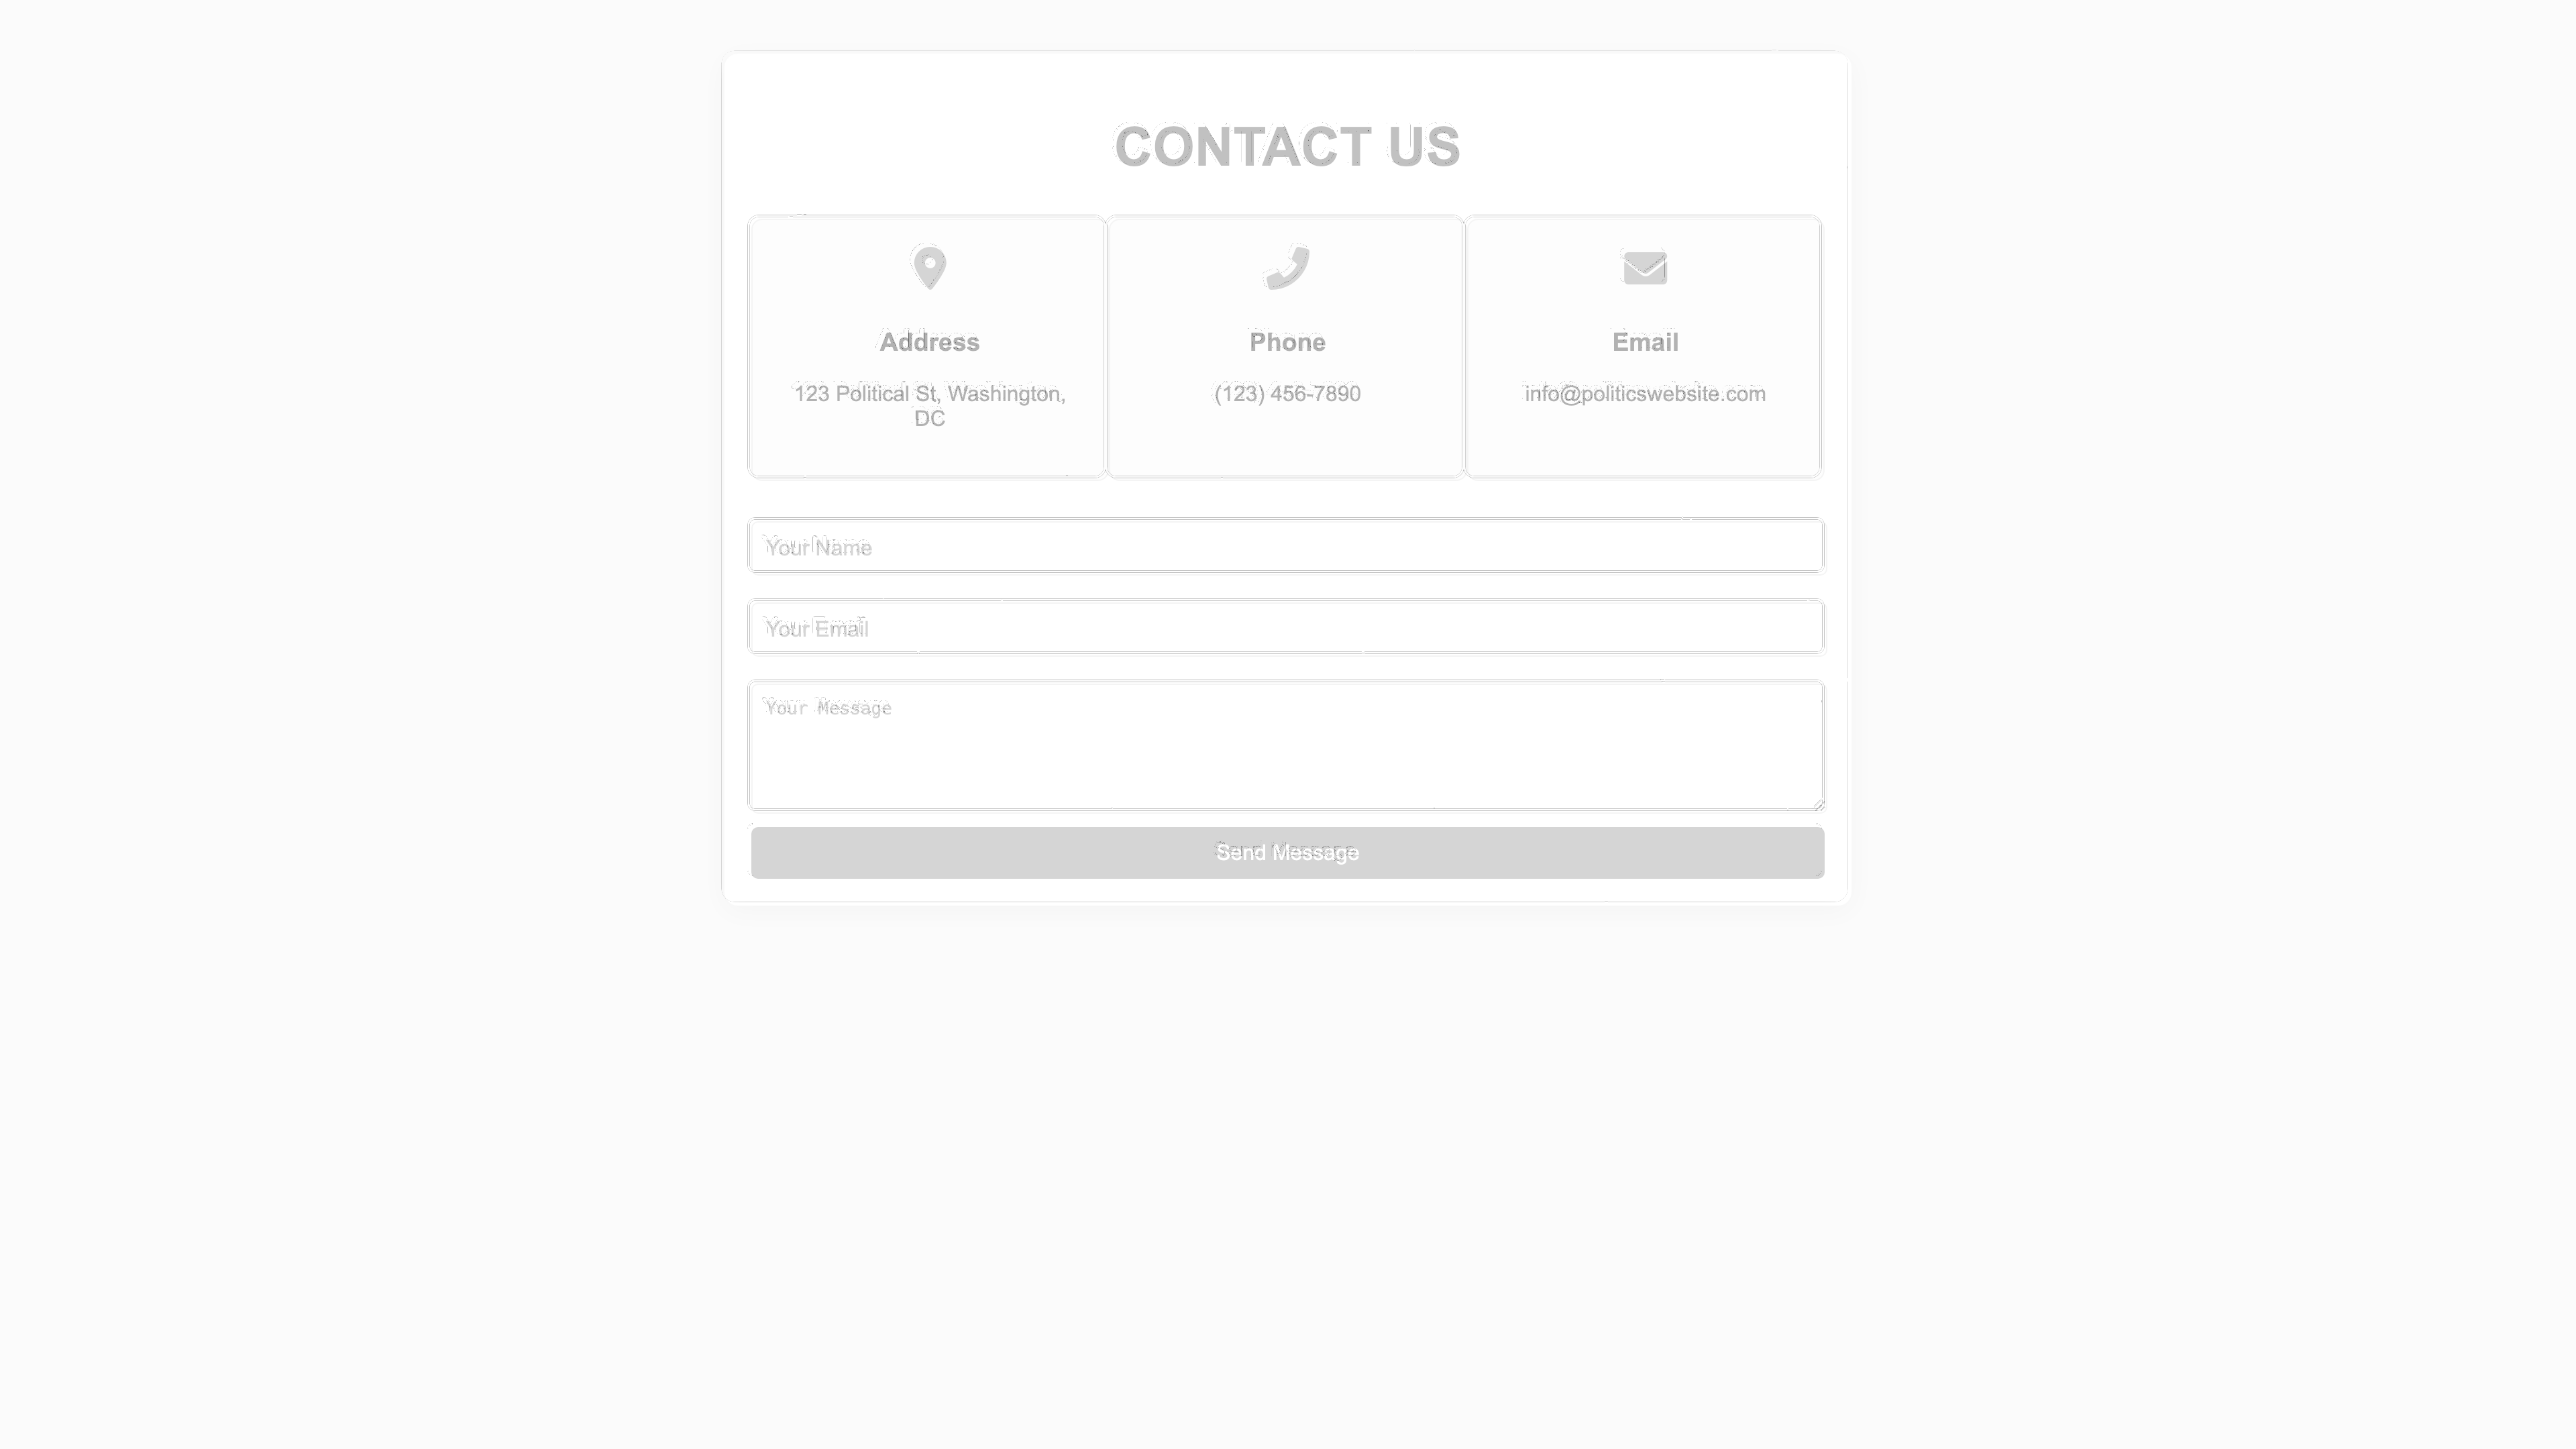 CONTACT US
Address
123 Political St, Washington,
DC
Phone
(123) 456-7890
Email
info@politicswebsite.com
Your Name
Your Email
Your Message
Send Message